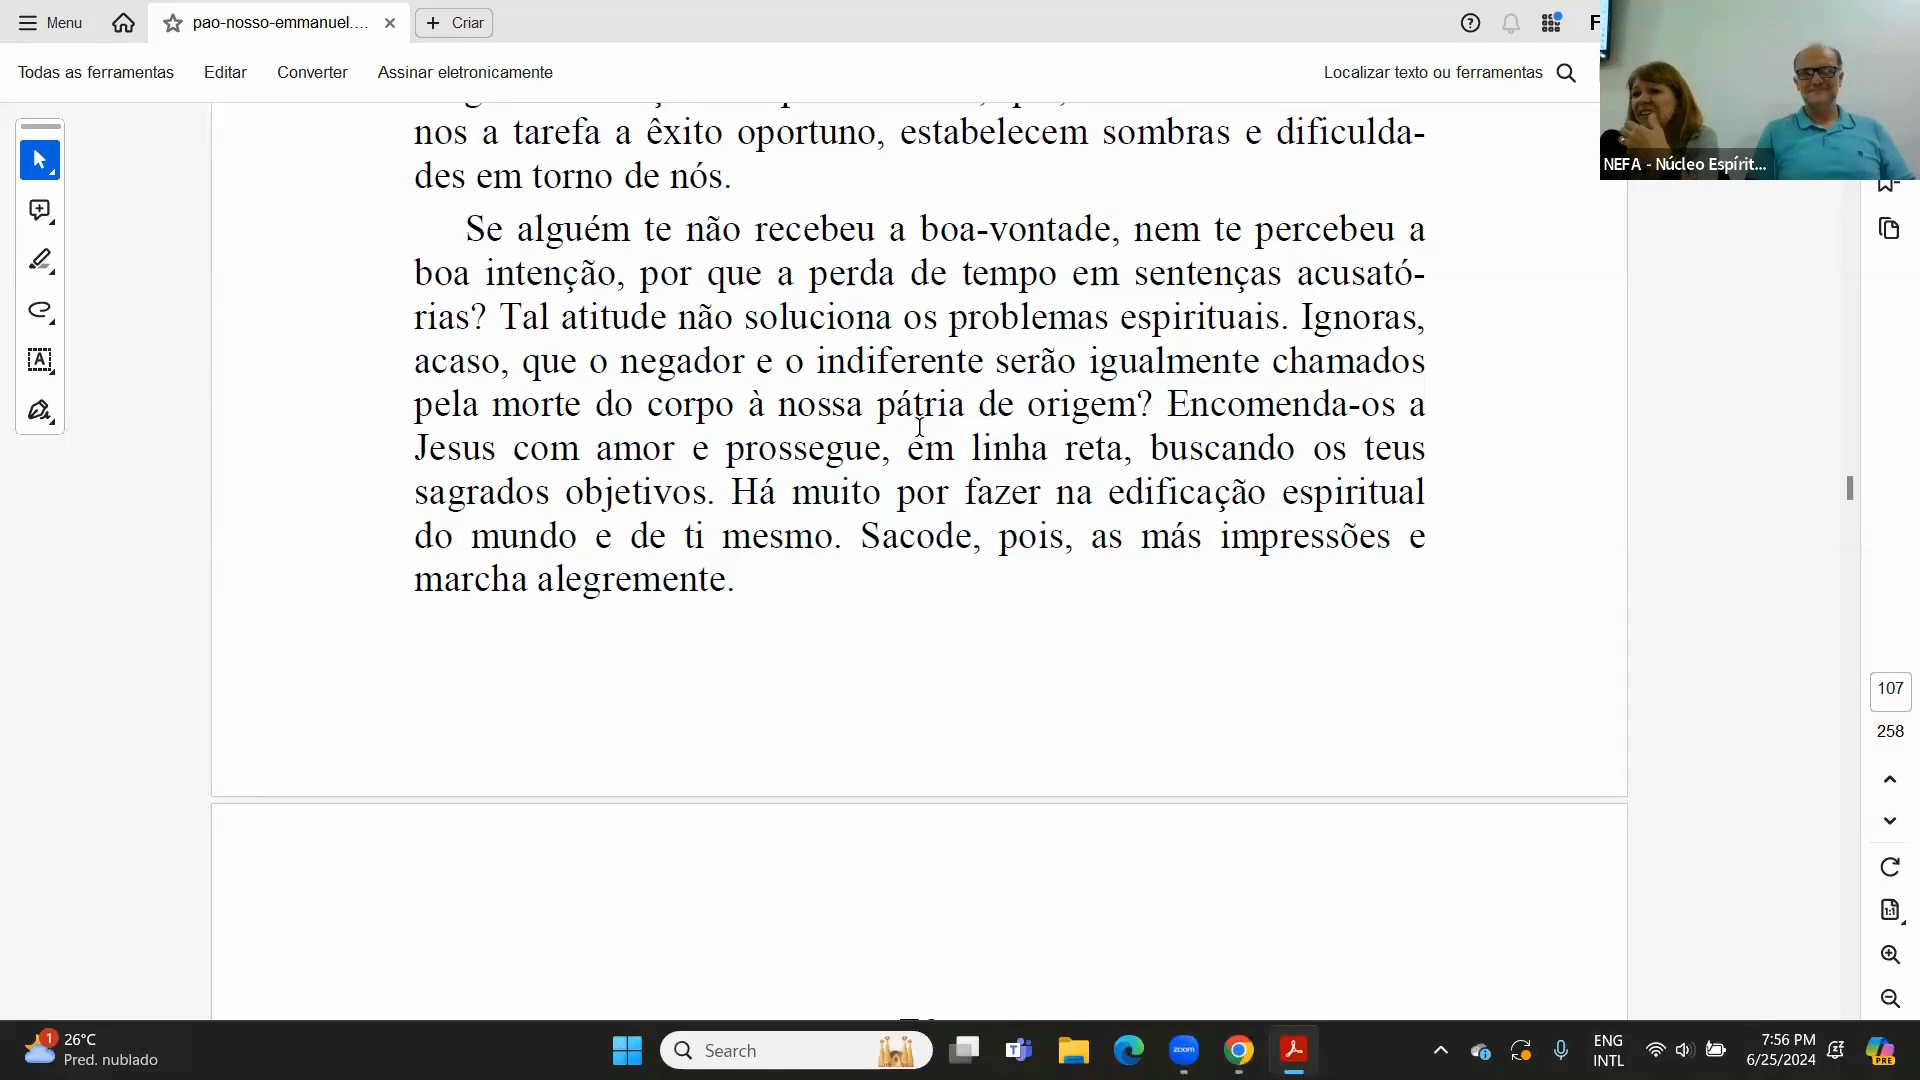 Menu
pao-nosso-emmanuel....
Criar
Todas as ferramentas
Editar
Converter
Assinar eletronicamente
Localizar texto ou ferramentas
NEFA - Núcleo Espírit...
nos a tarefa a êxito oportuno, estabelecem sombras e dificulda-
des em torno de nós.
Se alguém te não recebeu a boa-vontade, nem te percebeu a
boa intenção, por que a perda de tempo em sentenças acusató-
rias? Tal atitude não soluciona os problemas espirituais. Ignoras,
acaso, que o negador e o indiferente serão igualmente chamados
pela morte do corpo à nossa pátria de origem? Encomenda-os a
Jesus com amor e prossegue, em linha reta, buscando os teus
sagrados objetivos. Há muito por fazer na edificação espiritual
do mundo e de ti mesmo. Sacode, pois, as más impressões e
marcha alegremente.
107
258
1
26°C
Pred. nublado
Search
zoom
ENG
INTL
7:56 PM
6/25/2024
PRE